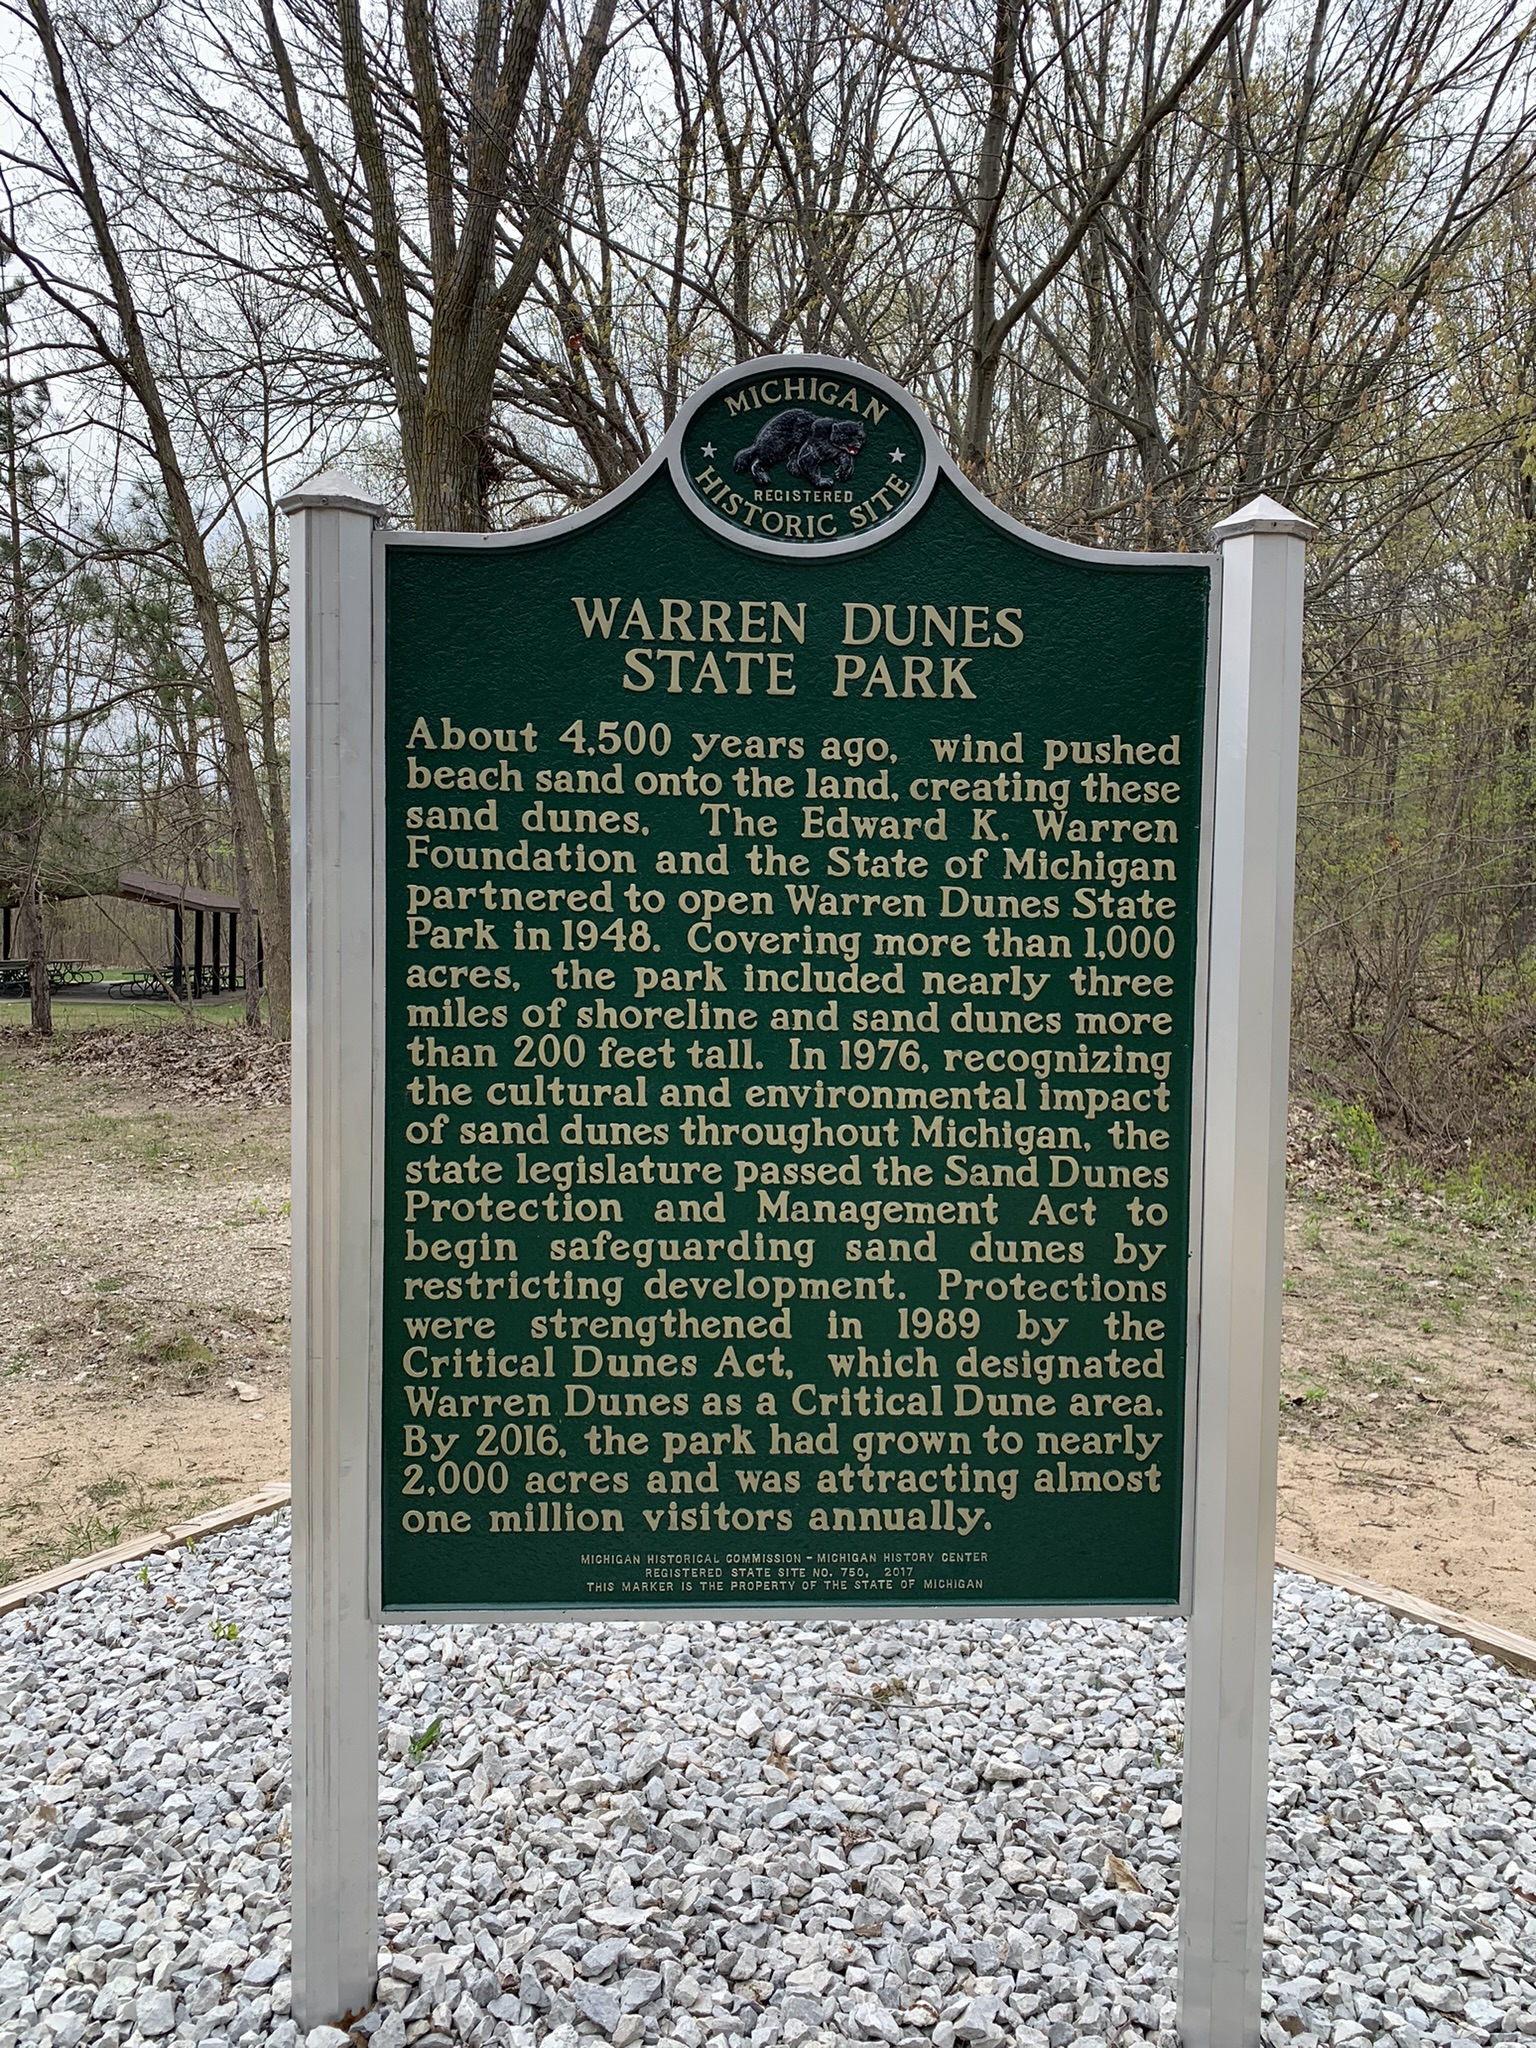 MICHIGAN
REGISTERED
HISTORIC SITE
WARREN DUNES
STATE PARK
About 4,500 years ago, wind pushed
beach sand onto the land, creating these
sand dunes. The Edward K. Warren
Foundation and the State of Michigan
partnered to open Warren Dunes State
Park in 1948. Covering more than 1,000
acres, the park included nearly three
miles of shoreline and sand dunes more
than 200 feet tall. In 1976, recognizing
the cultural and environmental impact
of sand dunes throughout Michigan, the
state legislature passed the Sand Dunes
Protection and Management Act to
begin safeguarding sand dunes by
restricting development. Protections
were strengthened in 1989 by the
Critical Dunes Act, which designated
Warren Dunes as a Critical Dune area.
By 2016, the park had grown to nearly
2,000 acres and was attracting almost
one million visitors annually.
MICHIGAN HISTORICAL COMMISSION - MICHIGAN HISTORY CENTER
REGISTERED STATE SITE NO. 750, 2017
THIS MARKER IS THE PROPERTY OF THE STATE OF MICHIGAN